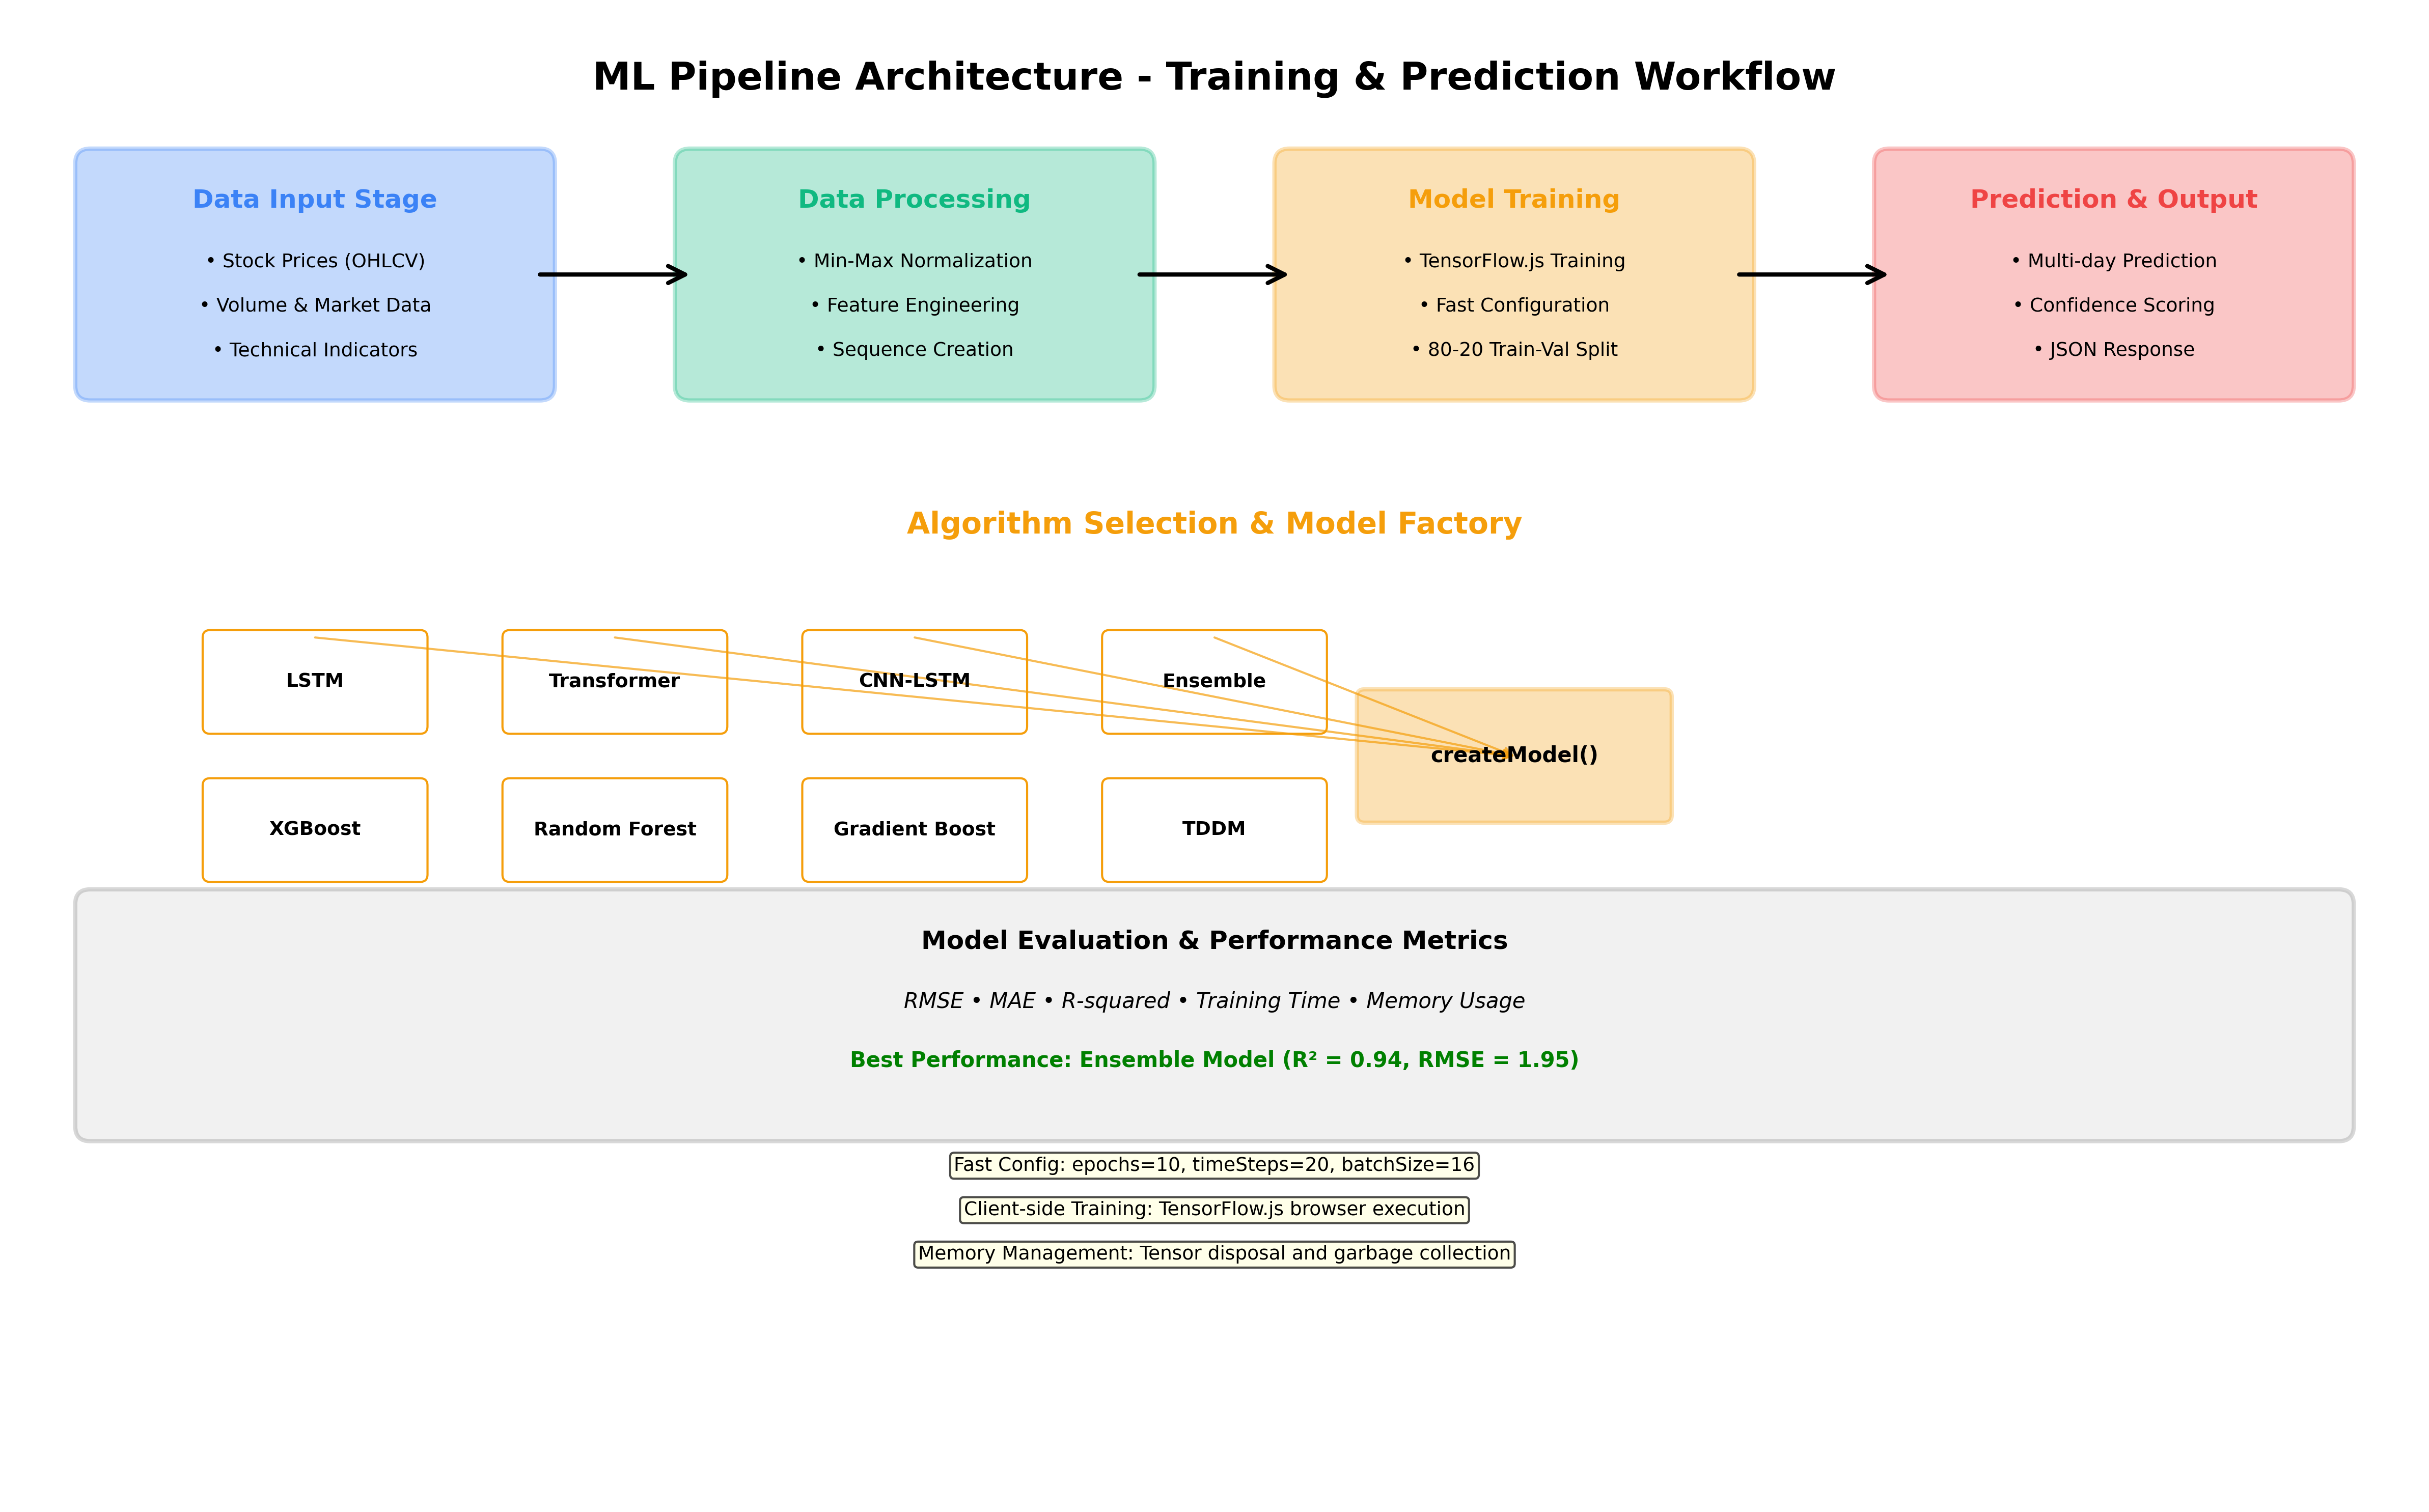 ML Pipeline Architecture - Training & Prediction Workflow
Data Input Stage
• Stock Prices (OHLCV)
• Volume & Market Data
• Technical Indicators
Data Processing
• Min-Max Normalization
• Feature Engineering
• Sequence Creation
Model Training
• TensorFlow.js Training
• Fast Configuration
• 80-20 Train-Val Split
Prediction & Output
• Multi-day Prediction
• Confidence Scoring
• JSON Response
Algorithm Selection & Model Factory
LSTM
Transformer
CNN-LSTM
Ensemble
createModel()
XGBoost
Random Forest
Gradient Boost
TDDM
Model Evaluation & Performance Metrics
RMSE • MAE • R-squared • Training Time • Memory Usage
Best Performance: Ensemble Model (R² = 0.94, RMSE = 1.95)
Fast Config: epochs=10, timeSteps=20, batchSize=16
Client-side Training: TensorFlow.js browser execution
Memory Management: Tensor disposal and garbage collection